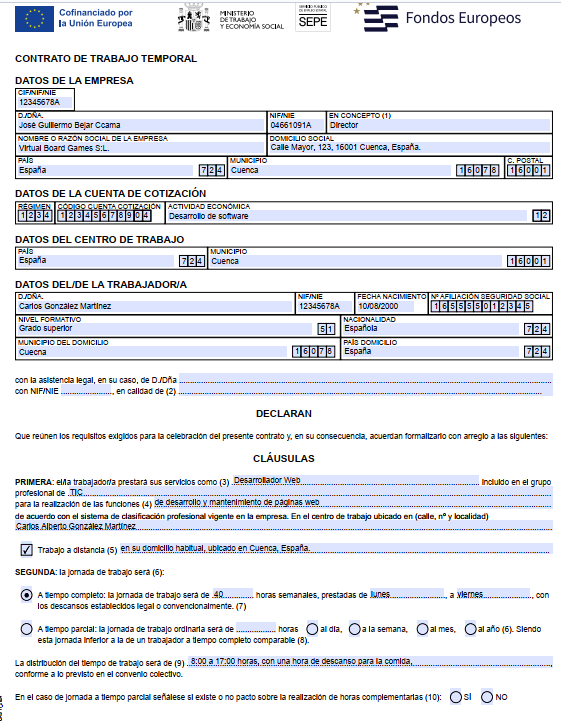 Cofinanciado por
la Unión Europea
MINISTERIO
DE TRABAJO
Y ECONOMÍA SOCIAL
SERVICIO PÚBLICO
DE EMPLEO ESTATAL
SEPE
Fondos Europeos
CONTRATO DE TRABAJO TEMPORAL
DATOS DE LA EMPRESA
CIF/NIF/NIE
12345678A
D./DÑA. NIF/NIE EN CONCEPTO (1)
José Guillermo Bejar Ccama 04661091A Director
NOMBRE O RAZÓN SOCIAL DE LA EMPRESA DOMICILIO SOCIAL
Virtual Board Games S:L. Calle Mayor, 123, 16001 Cuenca, España.
PAÍS MUNICIPIO C. POSTAL
España 724 Cuenca 16078 16001
DATOS DE LA CUENTA DE COTIZACIÓN
RÉGIMEN CÓDIGO CUENTA COTIZACIÓN ACTIVIDAD ECONÓMICA
1234 12345678904 Desarrollo de software 12
DATOS DEL CENTRO DE TRABAJO
PAÍS MUNICIPIO
España 724 Cuenca 16001
DATOS DEL/DE LA TRABAJADOR/A
D./DÑA. NIF/NIE FECHA NACIMIENTO Nº AFILIACIÓN SEGURIDAD SOCIAL
Carlos González Martínez 12345678A 10/08/2000 165555012345
NIVEL FORMATIVO NACIONALIDAD
Grado superior 51 Española 724
MUNICIPIO DEL DOMICILIO PAÍS DOMICILIO
Cuecna 16078 España 724
con la asistencia legal, en su caso, de D./Dña
con NIF/NIE , en calidad de (2)
DECLARAN
Que reúnen los requisitos exigidos para la celebración del presente contrato y, en su consecuencia, acuerdan formalizarlo con arreglo a las siguientes:
CLÁUSULAS
PRIMERA: el/la trabajador/a prestará sus servicios como (3) Desarrollador Web Incluido en el grupo
profesional de TIC
para la realización de las funciones (4) de desarrollo y mantenimiento de páginas web
de acuerdo con el sistema de clasificación profesional vigente en la empresa. En el centro de trabajo ubicado en (calle, nº y localidad)
Carlos Alberto González Martínez
Trabajo a distancia (5) en su domicilio habitual, ubicado en Cuenca, España.
SEGUNDA: la jornada de trabajo será (6):
A tiempo completo: la jornada de trabajo será de 40 horas semanales, prestadas de lunes, a viernes, con
los descansos establecidos legal o convencionalmente. (7)
A tiempo parcial: la jornada de trabajo ordinaria será de horas al día, a la semana, al mes, al año (6). Siendo
esta jornada inferior a la de un trabajador a tiempo completo comparable (8).
La distribución del tiempo de trabajo será de (9) 8:00 a 17:00 horas, con una hora de descanso para la comida,
conforme a lo previsto en el convenio colectivo.
En el caso de jornada a tiempo parcial señálese si existe o no pacto sobre la realización de horas complementarias (10): SÍ NO